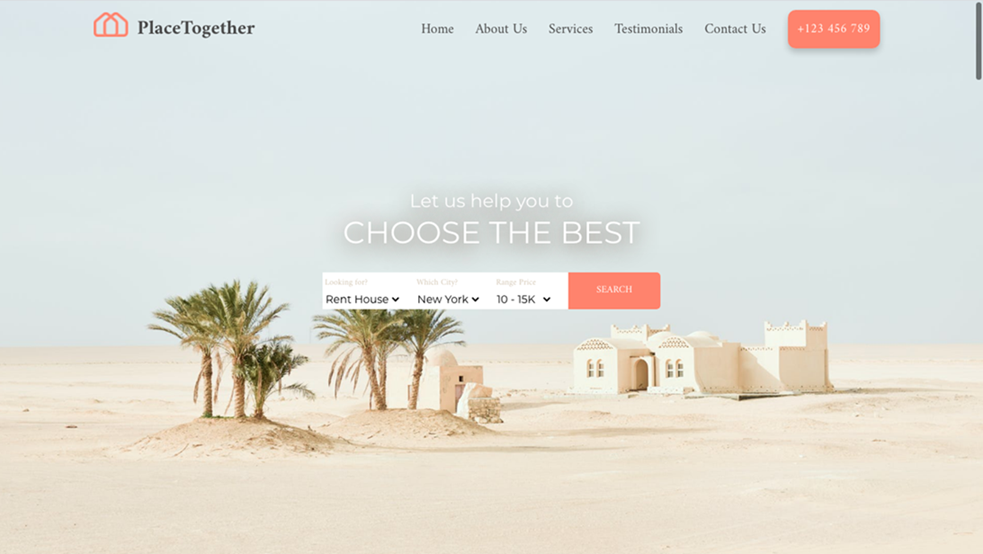 PlaceTogether
Home About Us Services Testimonials Contact Us +123 456 789
Let us help you to
CHOOSE THE BEST
Looking for? Which City? Range Price
Rent House New York 10 - 15K SEARCH